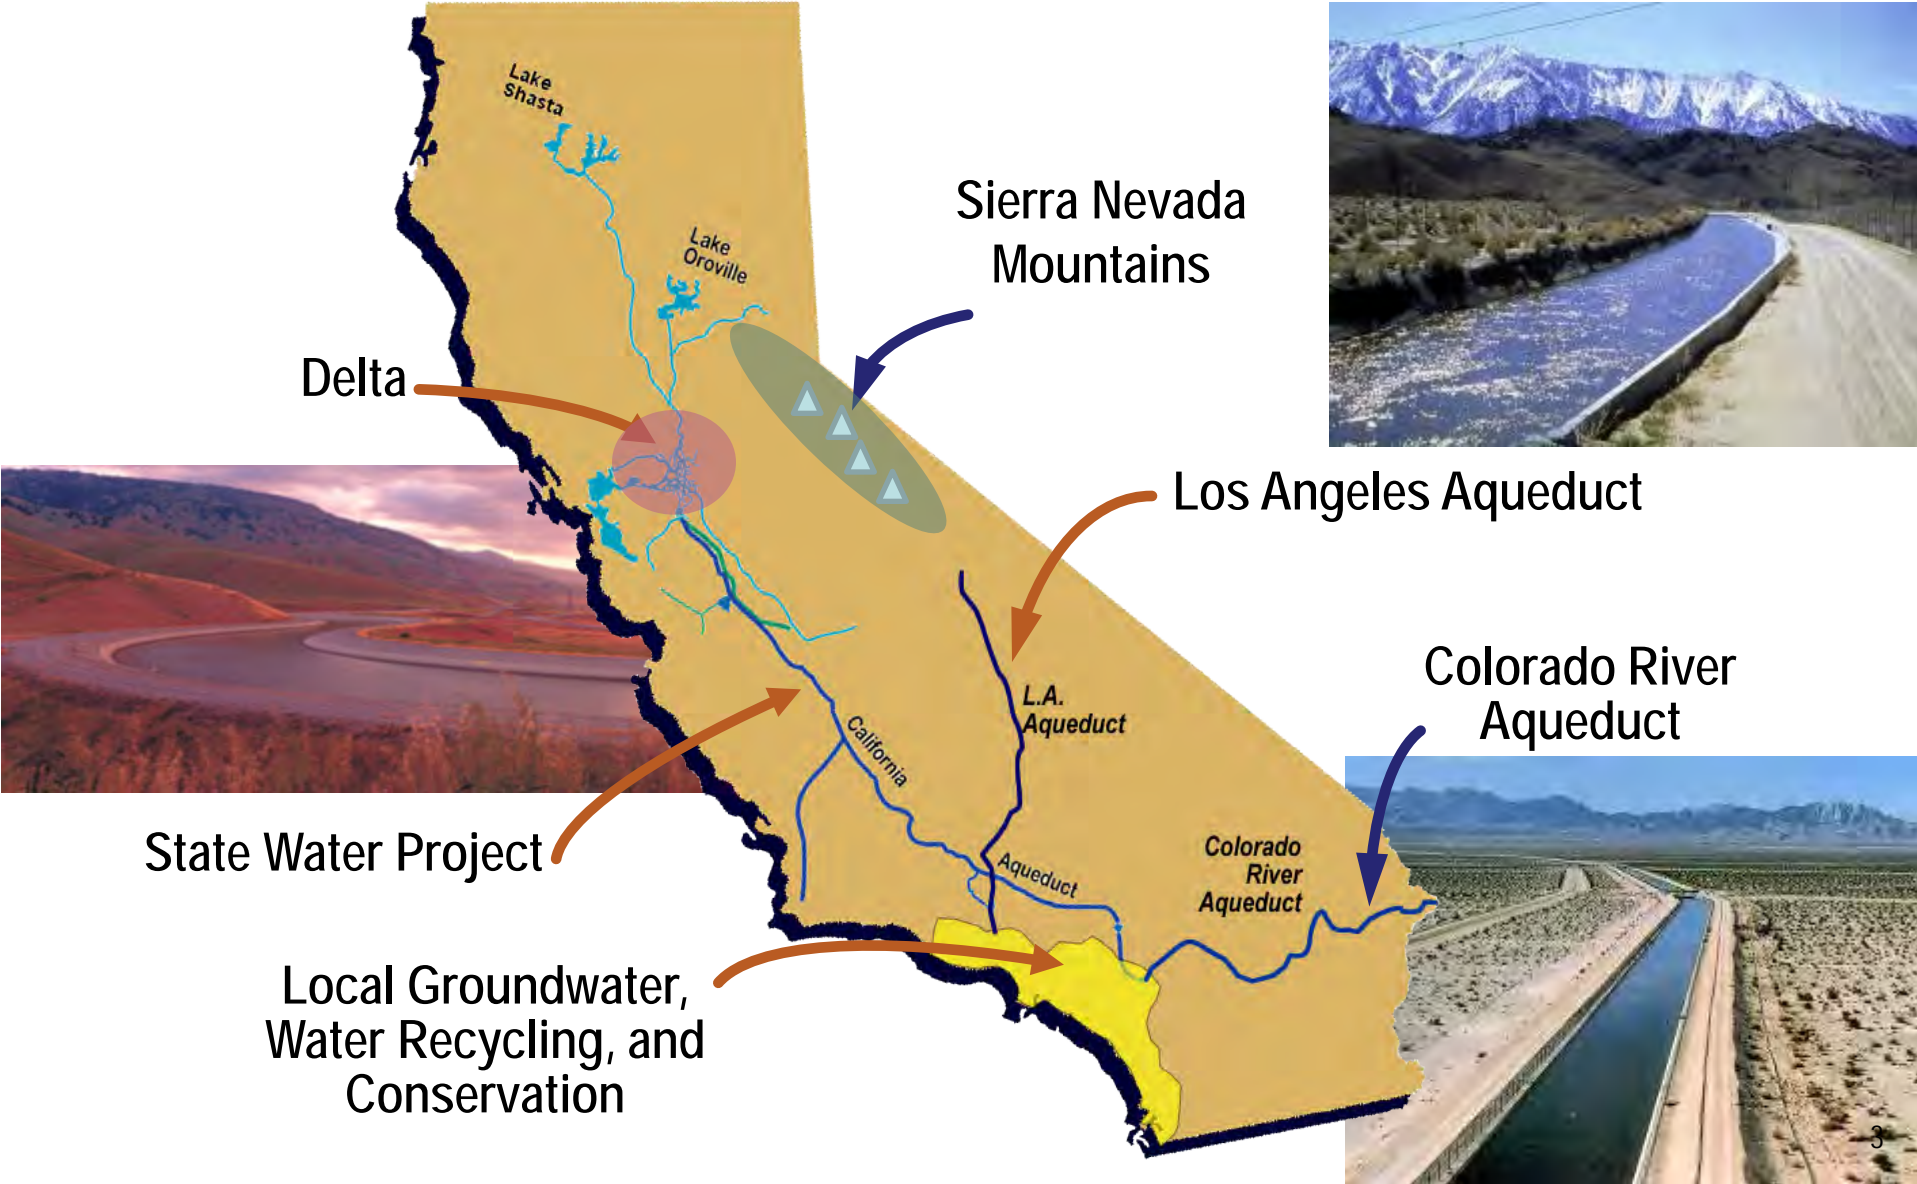 Lake
Shasta
Sierra Nevada
Mountains
Lake
Oroville
Delta
Los Angeles Aqueduct
Colorado River
Aqueduct
L.A.
Aqueduct
California
State Water Project
Aqueduct
Colorado
River
Aqueduct
Local Groundwater,
Water Recycling, and
Conservation
3